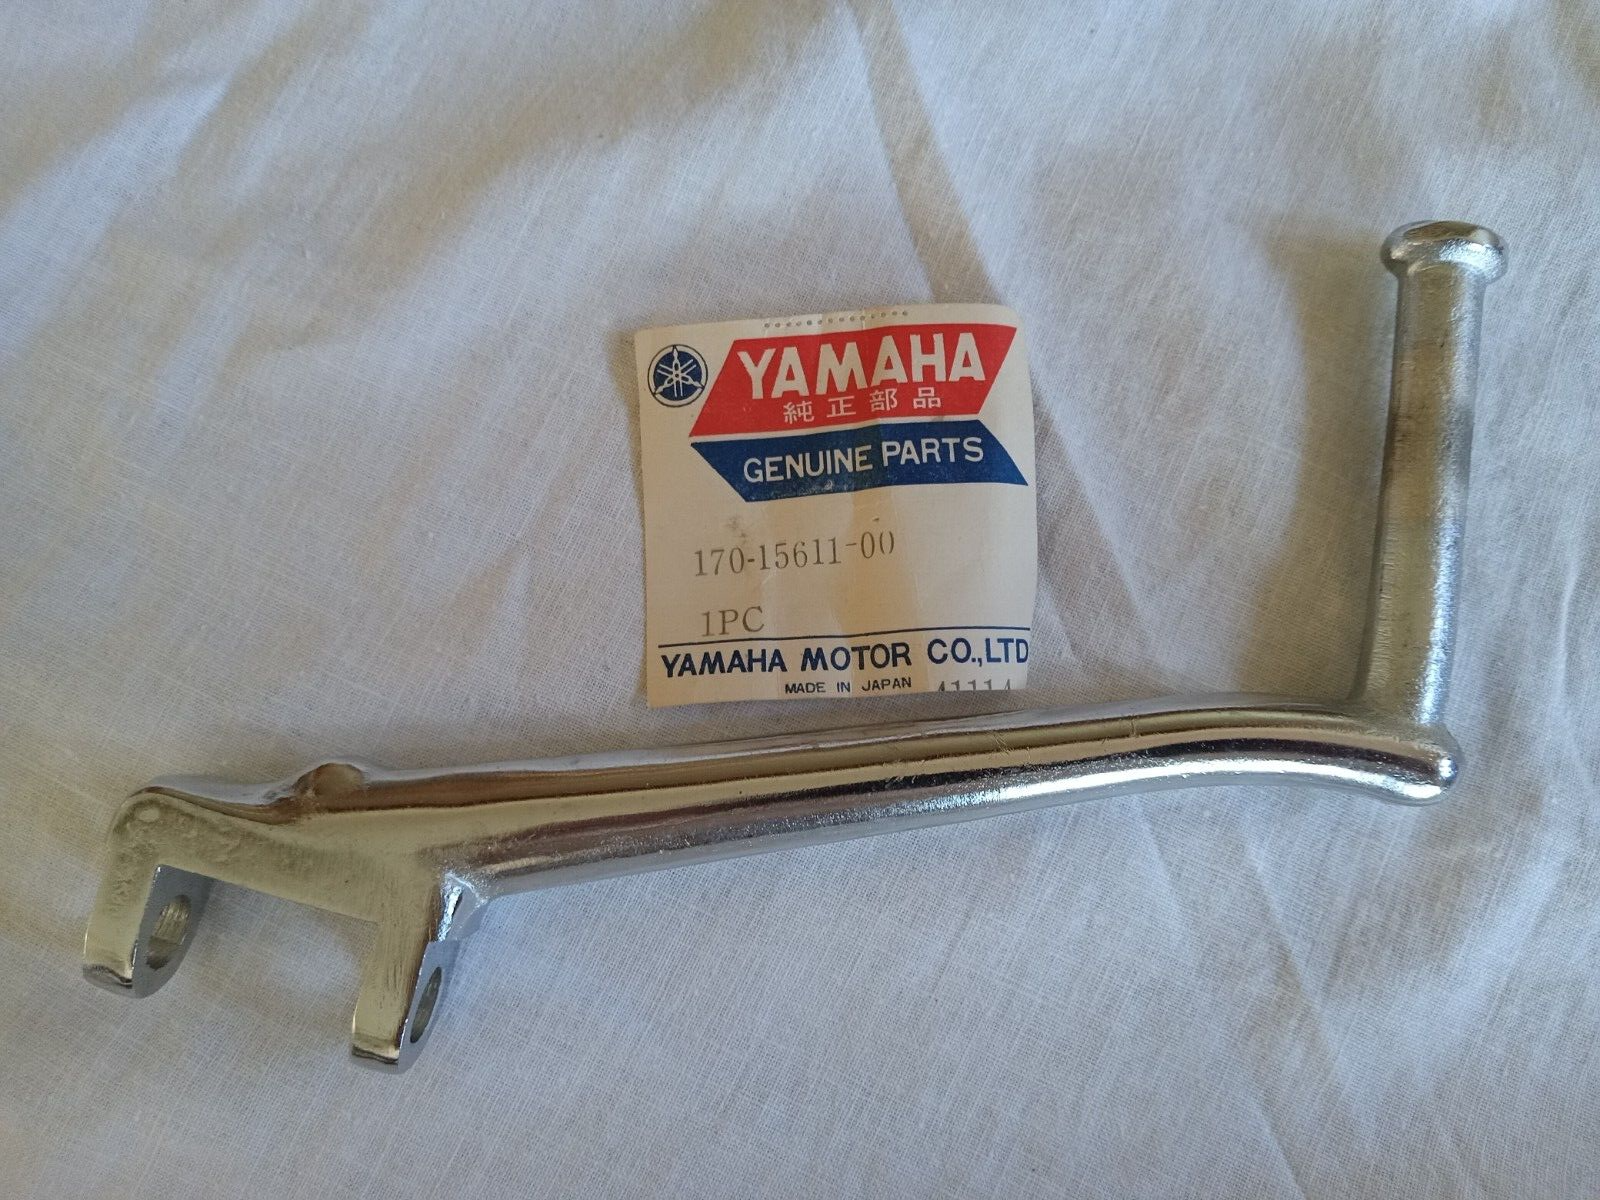 YAMAHA
純正部品
GENUINE PARTS
170-15611-00
1PC
YAMAHA MOTOR CO.,LTD
MADE IN JAPAN